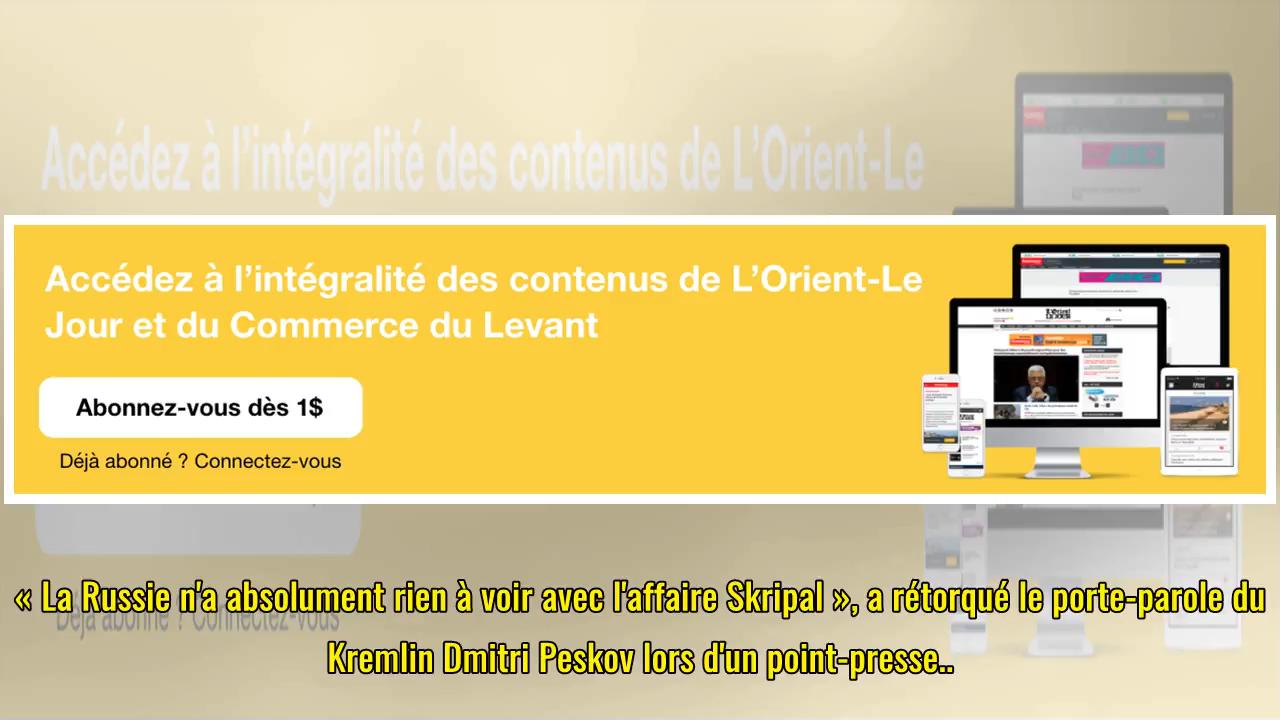 Accédez à l'intégralité des contenus de L'Orient-Le
Accédez à l’intégralité des contenus de L’Orient-Le
Jour et du Commerce du Levant
Abonnez-vous dès 1$
Déjà abonné ? Connectez-vous
Déjà abonné ? Connectez-vous
« La Russie n'a absolument rien à voir avec l'affaire Skripal », a rétorqué le porte-parole du
Kremlin Dmitri Peskov lors d'un point-presse..